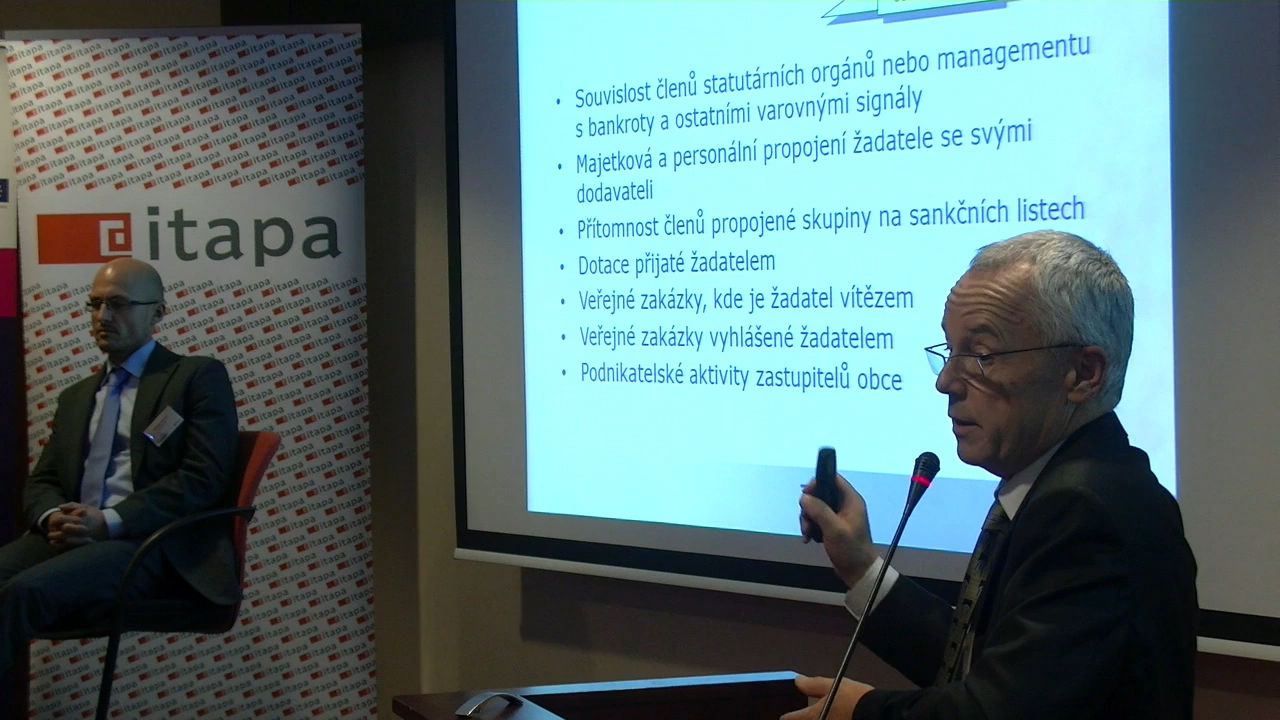 itapa
• Souvislost členů statutárních orgánů nebo managementu
s bankroty a ostatními varovnými signály
• Majetková a personální propojení žadatele se svými
dodavateli
• Přítomnost členů propojené skupiny na sankčních listech
• Dotace přijaté žadatelem
• Veřejné zakázky, kde je žadatel vítězem
• Veřejné zakázky vyhlášené žadatelem
• Podnikatelské aktivity zastupitelů obce